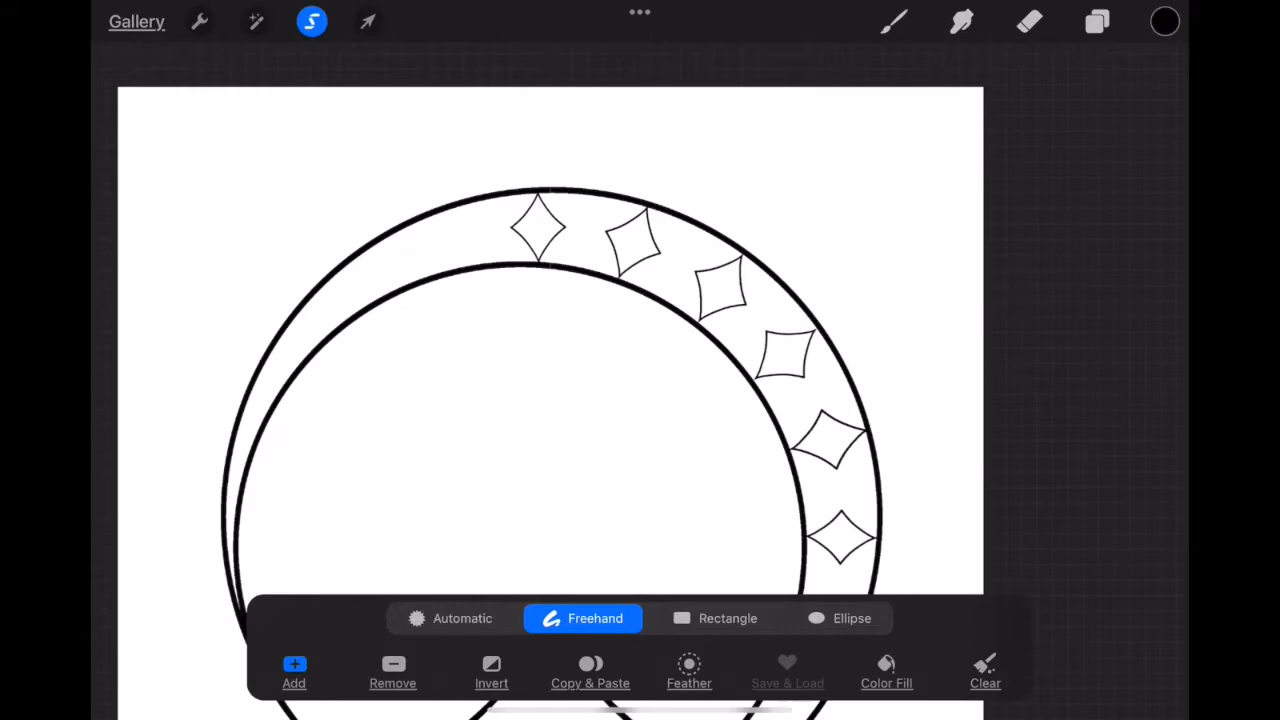 Gallery
Automatic Freehand Rectangle Ellipse
Add Remove Invert Copy & Paste Feather Save & Load Color Fill Clear